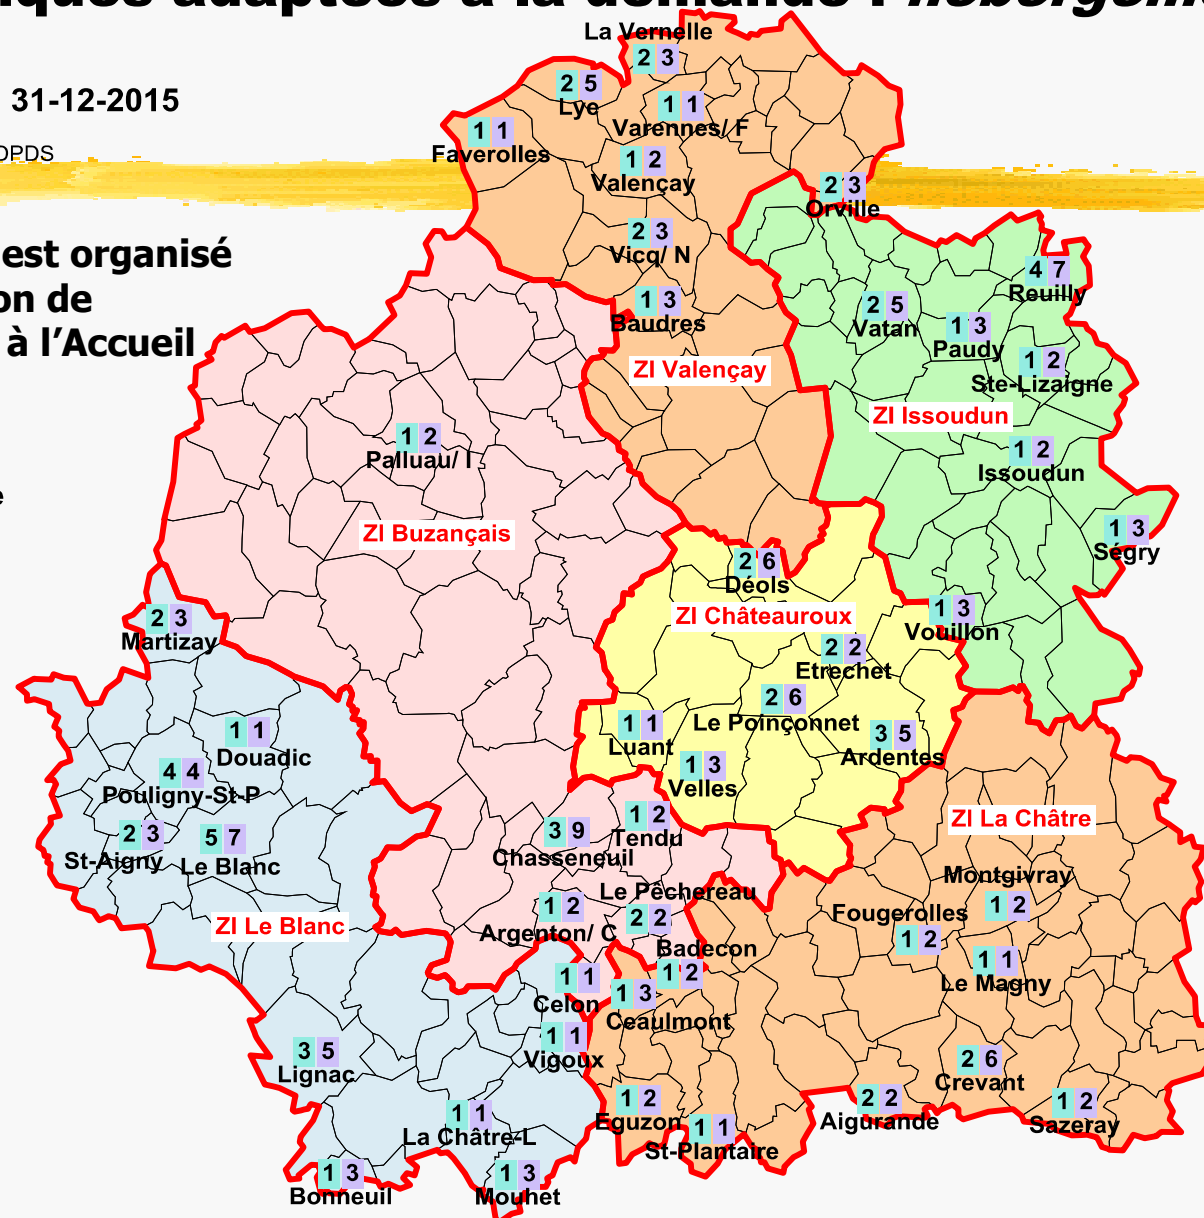 iques adaptées à la demande :
La Vernelle
2 3
31-12-2015
2 5
Lye
1 1
Varennes/ F
1 1
Faverolles
DPDS
1 2
Valençay
2 3
Orville
est organisé
on de
à l’Accueil
2 3
Vicq/ N
4 7
Reuilly
1 3
Baudres
2 5
Vatan
1 3
Paudy
1 2
Ste-Lizaigne
ZI Valençay
ZI Issoudun
1 2
Palluau/ I
1 2
Issoudun
e
ZI Buzançais
1 3
Ségry
2 6
Déols
2 3
Martizay
ZI Châteauroux
1 3
Vouillon
2 2
Etrechet
2 6
Le Poinçonnet
1 1
Luant
3 5
Ardentes
1 3
Velles
1 1
Douadic
4 4
Pouligny-St-P
2 3
St-Aigny
5 7
Le Blanc
3 9
Chasseneuil
1 2
Tendu
ZI La Châtre
Montgivray
1 2
Le Pêchereau
2 2
1 2
Argenton/ C
Fougerolles
1 2
ZI Le Blanc
Badecon
1 2
1 1
Le Magny
1 1
Celon
1 3
Ceaulmont
1 1
Vigoux
3 5
Lignac
2 6
Crevant
1 2
Eguzon
2 2
Aigurande
1 2
Sazeray
1 1
La Châtre-L
1 1
St-Plantaire
1 3
Bonneuil
1 3
Mouhet